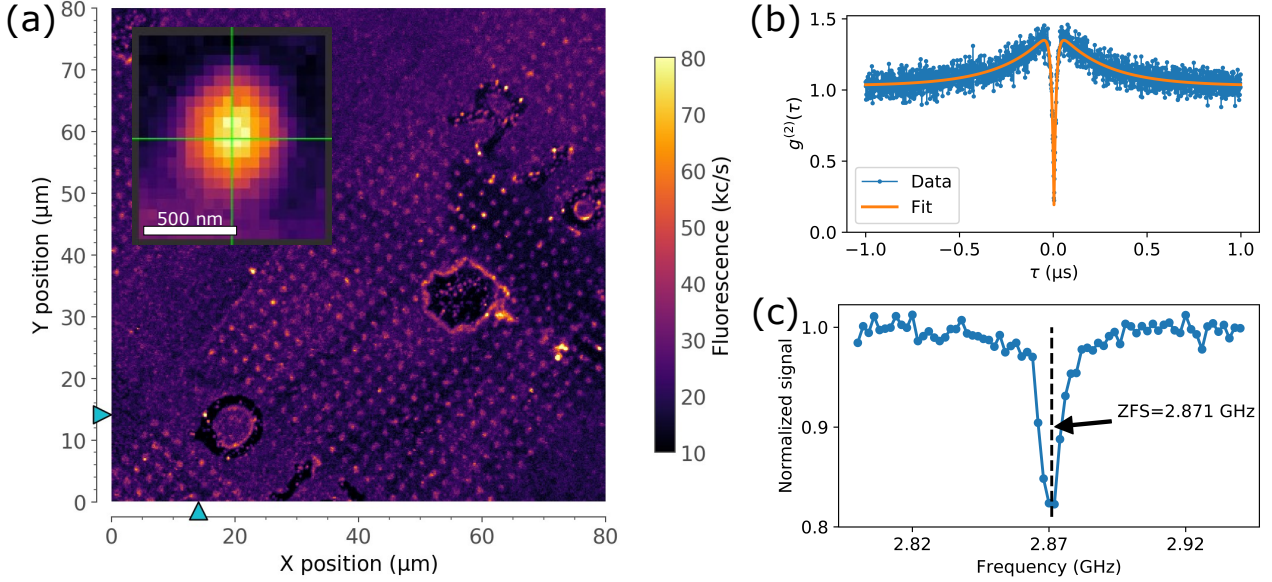 (a)
80
70
60
50
40
30
20
10
0
Y position (μm)
0
20
40
60
80
X position (μm)
500 nm
80
70
60
50
40
30
20
10
Fluorescence (kc/s)
(b)
1.5
1.0
0.5
0.0
g⁽²⁾(τ)
Data
Fit
−1.0
−0.5
0.0
0.5
1.0
τ (μs)
(c)
1.0
0.9
0.8
Normalized signal
ZFS=2.871 GHz
2.82
2.87
2.92
Frequency (GHz)